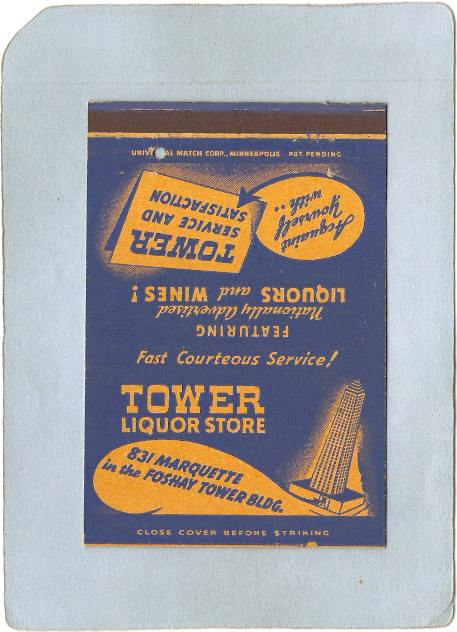 UNIVERSAL MATCH CORP., MINNEAPOLIS PAT. PENDING
Acquaint
Yourself
with..
TOWER
SERVICE AND
SATISFACTION
FEATURING
Nationally Advertised
LIQUORS and WINES!
Fast Courteous Service!
TOWER
LIQUOR STORE
831 MARQUETTE
in the FOSHAY TOWER BLDG.
CLOSE COVER BEFORE STRIKING